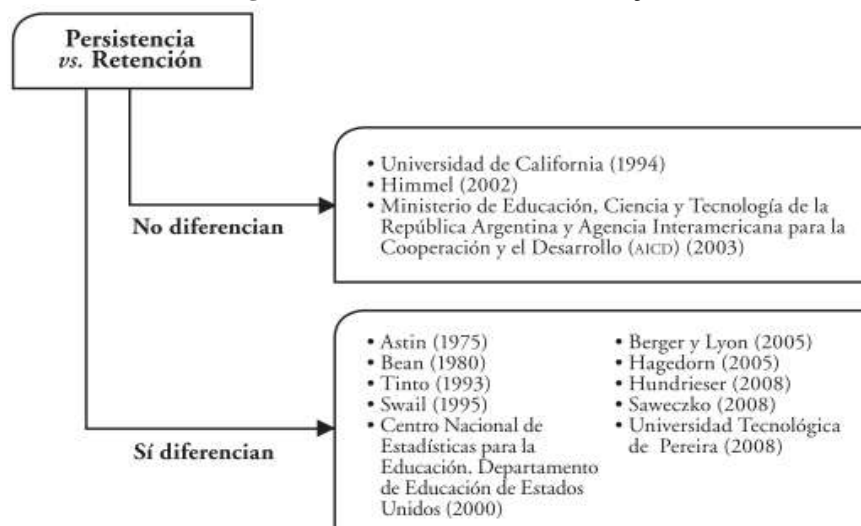 Persistencia
vs. Retención
• Universidad de California (1994)
• Himmel (2002)
• Ministerio de Educación, Ciencia y Tecnología de la
República Argentina y Agencia Interamericana para la
Cooperación y el Desarrollo (AICD) (2003)
No diferencian
• Astin (1975)
• Bean (1980)
• Tinto (1993)
• Swail (1995)
• Centro Nacional de
Estadísticas para la
Educación. Departamento
de Educación de Estados
Unidos (2000)
• Berger y Lyon (2005)
• Hagedorn (2005)
• Hundrieser (2008)
• Saweczko (2008)
• Universidad Tecnológica
de Pereira (2008)
Sí diferencian